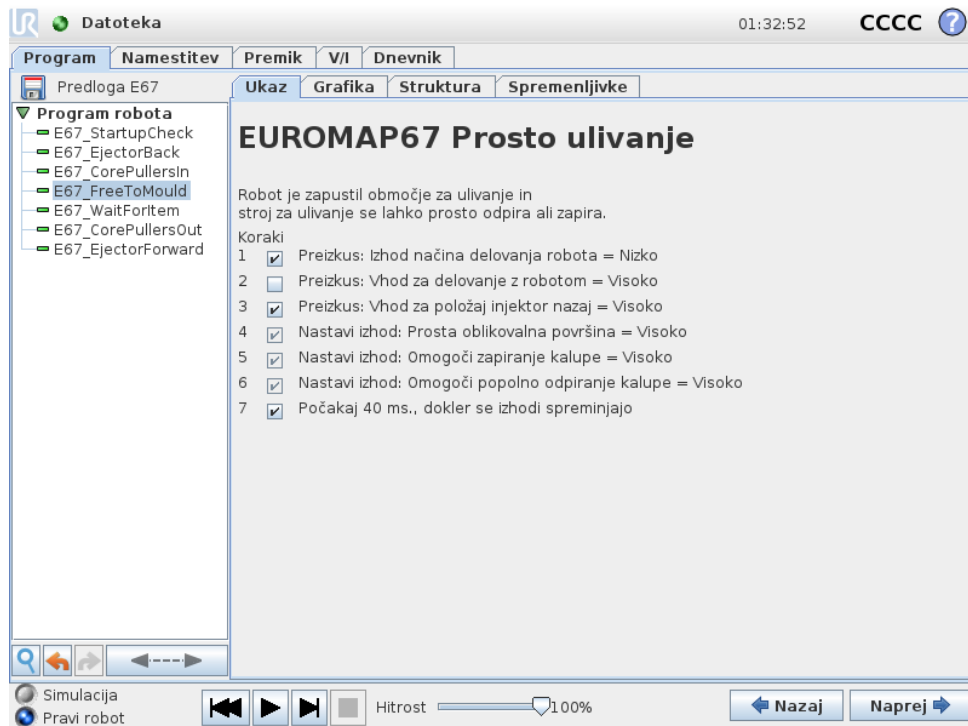 Datoteka
01:32:52
CCCC
?
Program
Namestitev
Premik
V/I
Dnevnik
Predloga E67
Ukaz
Grafika
Struktura
Spremenljivke
Program robota
E67_StartupCheck
E67_EjectorBack
E67_CorePullersIn
E67_FreeToMould
E67_WaitForItem
E67_CorePullersOut
E67_EjectorForward
EUROMAP67 Prosto ulivanje
Robot je zapustil območje za ulivanje in
stroj za ulivanje se lahko prosto odpira ali zapira.
Koraki
1 Preizkus: Izhod načina delovanja robota = Nizko
2 Preizkus: Vhod za delovanje z robotom = Visoko
3 Preizkus: Vhod za položaj injektor nazaj = Visoko
4 Nastavi izhod: Prosta oblikovalna površina = Visoko
5 Nastavi izhod: Omogoči zapiranje kalupe = Visoko
6 Nastavi izhod: Omogoči popolno odpiranje kalupe = Visoko
7 Počakaj 40 ms., dokler se izhodi spreminjajo
Simulacija
Pravi robot
Hitrost
100%
Nazaj
Naprej